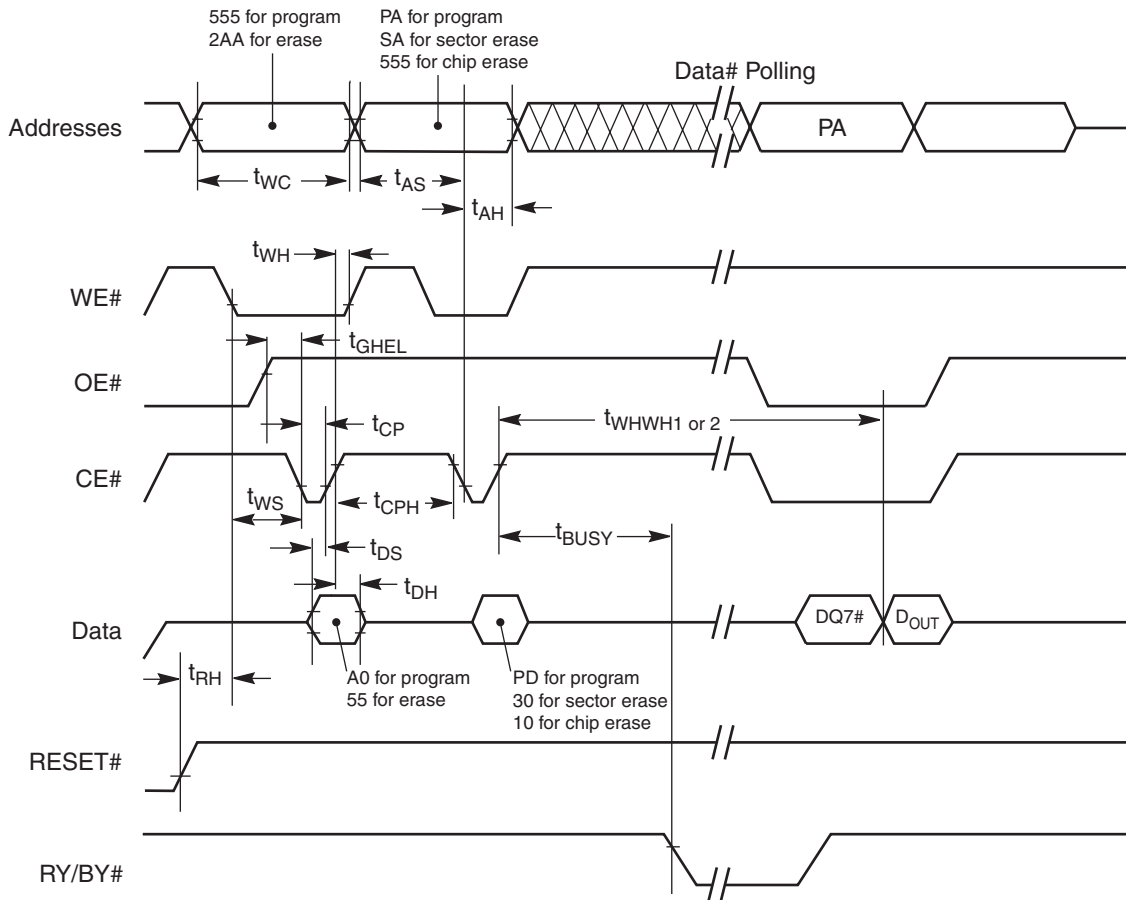 555 for program
2AA for erase
PA for program
SA for sector erase
555 for chip erase
Data# Polling
Addresses
PA
tWC
tAS
tAH
tWH
WE#
tGHEL
OE#
tWHWH1 or 2
tCP
CE#
tWS
tCPH
tBUSY
tDS
tDH
Data
DQ7#
DOUT
tRH
A0 for program
55 for erase
PD for program
30 for sector erase
10 for chip erase
RESET#
RY/BY#